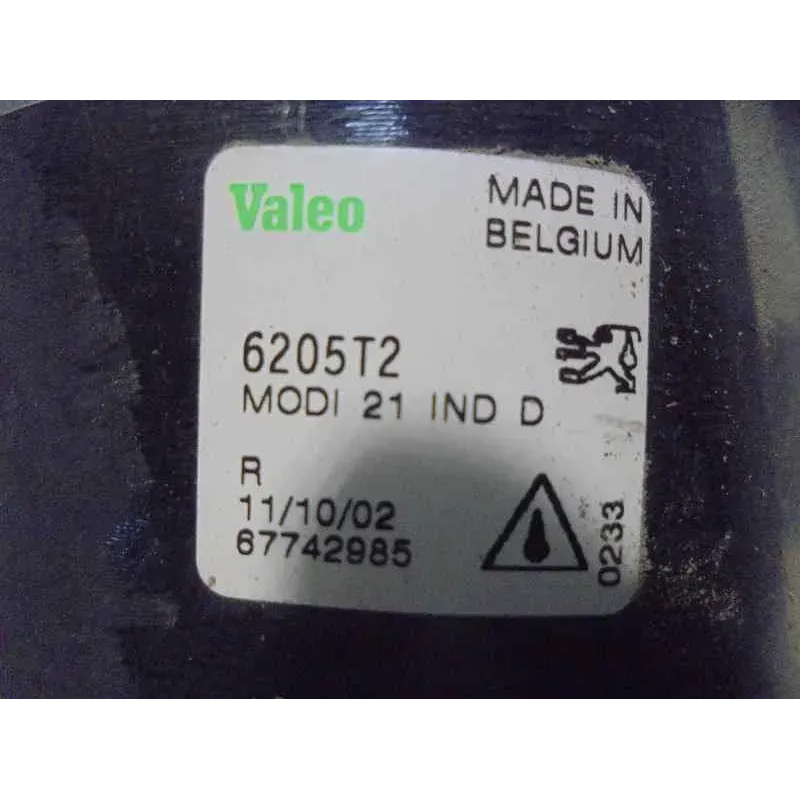 Valeo
MADE IN
BELGIUM
6205T2
MODI 21 IND D
R
11/10/02
67742985
0233